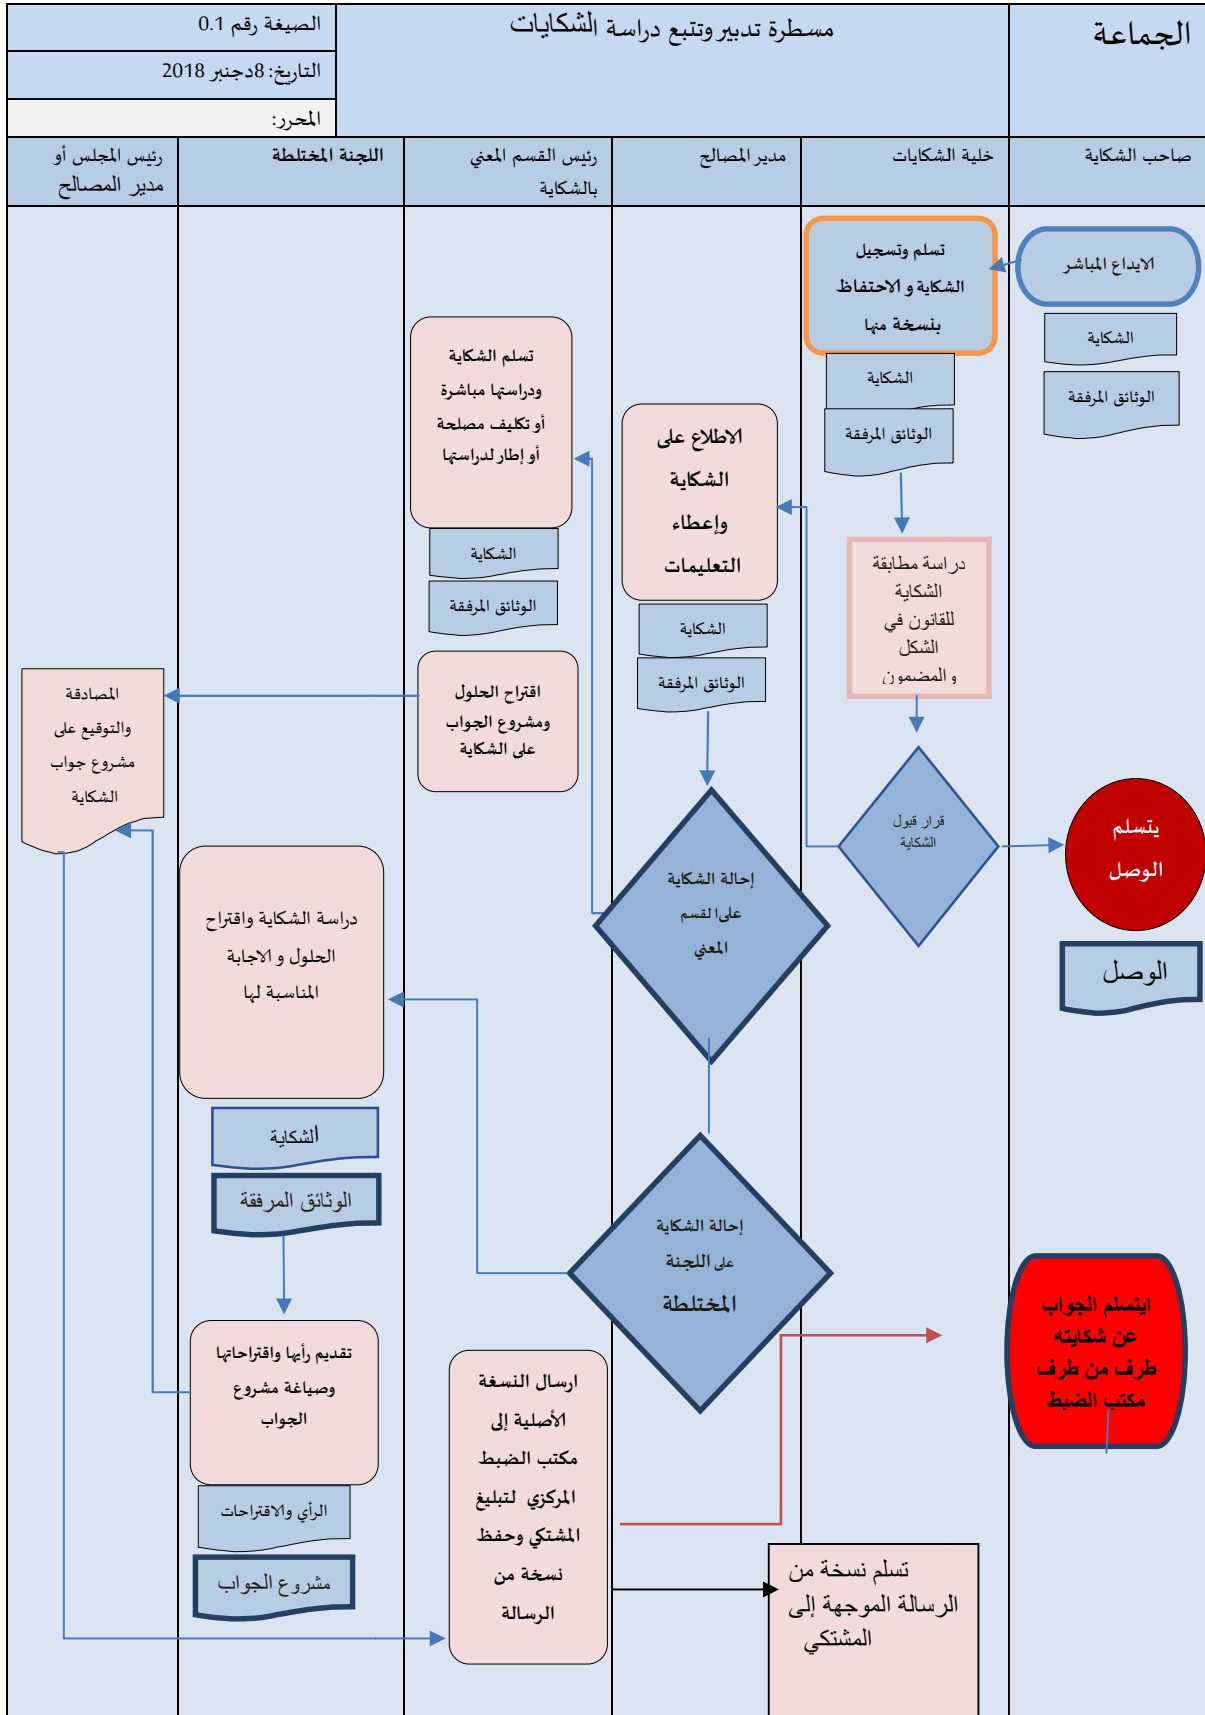 الجماعة
مسطرة تدبير وتتبع دراسة الشكايات
الصيغة رقم 0.1
التاريخ: 8دجنبر 2018
المحرر:
صاحب الشكاية
خلية الشكايات
مدير المصالح
رئيس القسم المعني
بالشكاية
اللجنة المختلطة
رئيس المجلس أو
مدير المصالح
الايداع المباشر
الشكاية
الوثائق المرفقة
تسلم وتسجيل
الشكاية و الاحتفاظ
بنسخة منها
الشكاية
الوثائق المرفقة
دراسة مطابقة
الشكاية
للقانون في
الشكل
و المضمون
قرار قبول
الشكاية
يتسلم
الوصل
الوصل
الاطلاع على
الشكاية
وإعطاء
التعليمات
الشكاية
الوثائق المرفقة
إحالة الشكاية
على القسم
المعني
إحالة الشكاية
على اللجنة
المختلطة
تسلم الشكاية
ودراستها مباشرة
أو تكليف مصلحة
أو إطار لدراستها
الشكاية
الوثائق المرفقة
اقتراح الحلول
ومشروع الجواب
على الشكاية
المصادقة
والتوقيع على
مشروع جواب
الشكاية
دراسة الشكاية واقتراح
الحلول و الاجابة
المناسبة لها
الشكاية
الوثائق المرفقة
تقديم رأيها واقتراحاتها
وصياغة مشروع
الجواب
الرأي والاقتراحات
مشروع الجواب
ارسال النسغة
الأصلية إلى
مكتب الضبط
المركزي لتبليغ
المشتكي وحفظ
نسخة من
الرسالة
تسلم نسخة من
الرسالة الموجهة إلى
المشتكي
ايتسلم الجواب
عن شكايته
طرف من طرف
مكتب الضبط